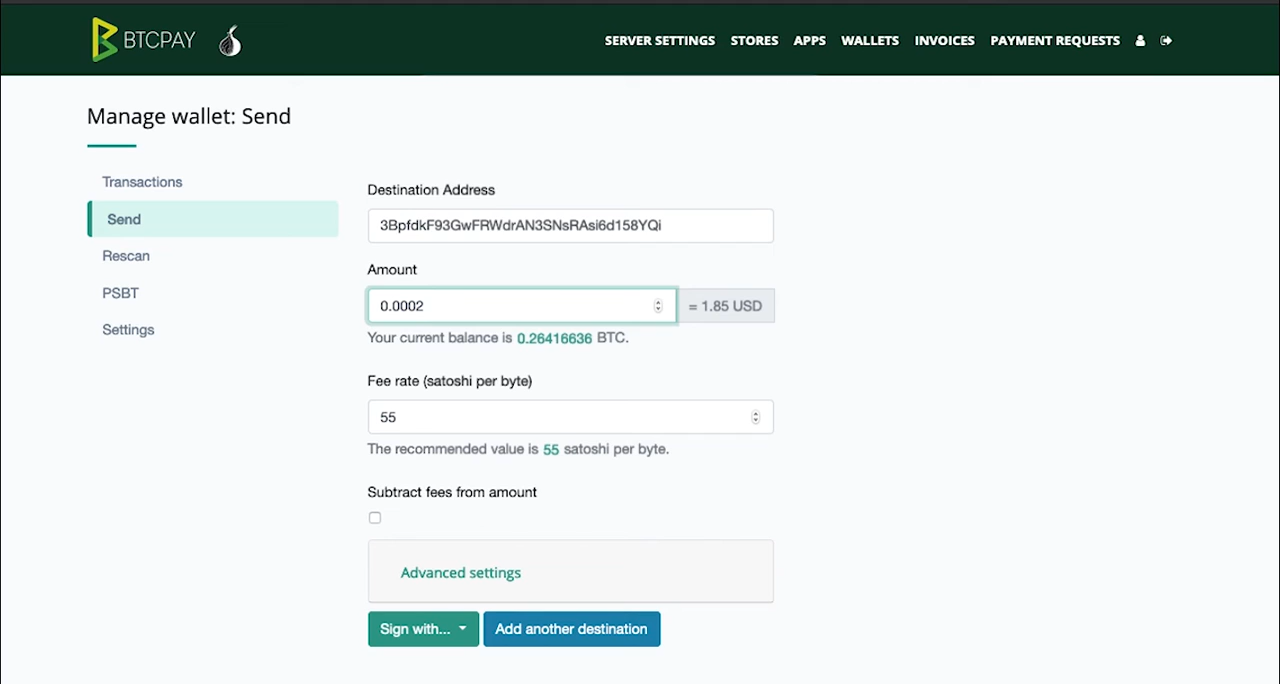 BTCPAY
SERVER SETTINGS STORES APPS WALLETS INVOICES PAYMENT REQUESTS
Manage wallet: Send
Transactions
Send
Rescan
PSBT
Settings
Destination Address
3BpfdkF93GwFRWdrAN3SNsRAsi6d158YQi
Amount
0.0002 = 1.85 USD
Your current balance is 0.26416636 BTC.
Fee rate (satoshi per byte)
55
The recommended value is 55 satoshi per byte.
Subtract fees from amount
Advanced settings
Sign with... Add another destination